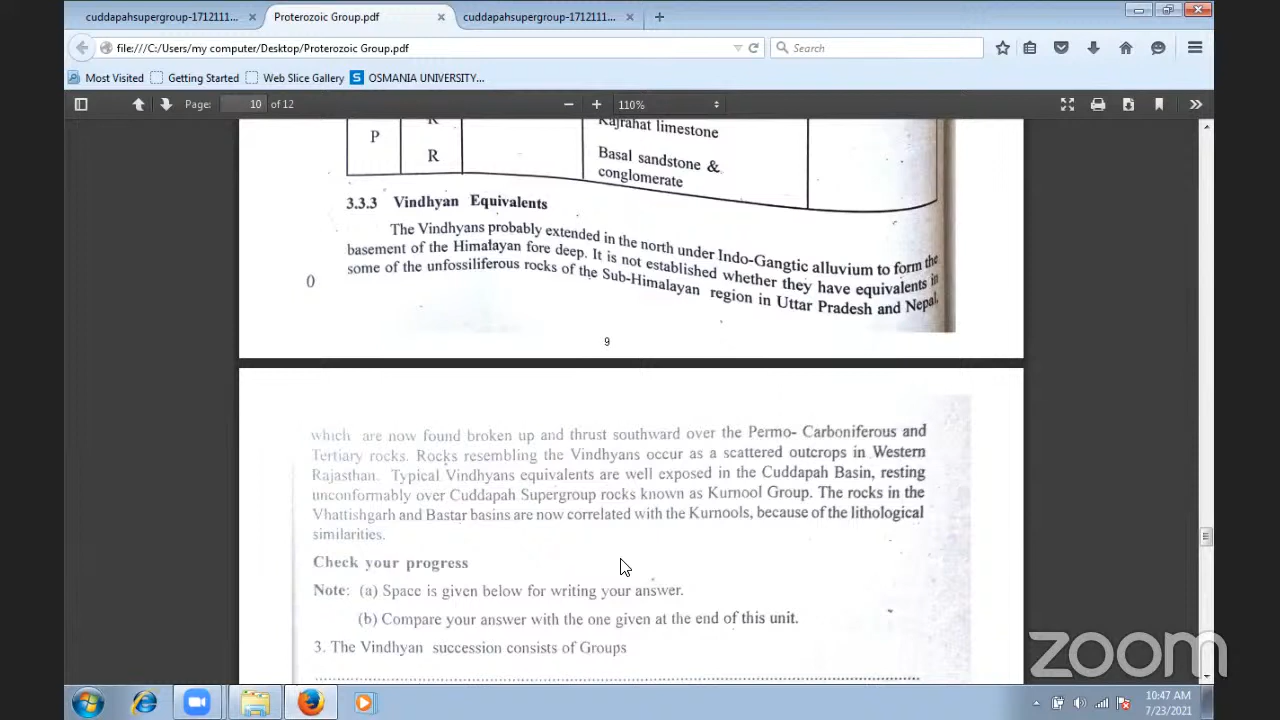 cuddapahsupergroup-1712111...
Proterozoic Group.pdf
cuddapahsupergroup-1712111...
file:///C:/Users/my computer/Desktop/Proterozoic Group.pdf
Search
Most Visited
Getting Started
Web Slice Gallery
S OSMANIA UNIVERSITY...
Page: 10 of 12
110%
R
Kajrahat limestone
P
R
Basal sandstone &
conglomerate
3.3.3 Vindhyan Equivalents
The Vindhyans probably extended in the north under Indo-Gangtic alluvium to form the
basement of the Himalayan fore deep. It is not established whether they have equivalents in
some of the unfossiliferous rocks of the Sub-Himalayan region in Uttar Pradesh and Nepal,
0
9
which are now found broken up and thrust southward over the Permo- Carboniferous and
Tertiary rocks. Rocks resembling the Vindhyans occur as a scattered outcrops in Western
Rajasthan. Typical Vindhyans equivalents are well exposed in the Cuddapah Basin, resting
unconformably over Cuddapah Supergroup rocks known as Kurnool Group. The rocks in the
Vhattishgarh and Bastar basins are now correlated with the Kurnools, because of the lithological
similarities.
Check your progress
Note: (a) Space is given below for writing your answer.
(b) Compare your answer with the one given at the end of this unit.
3. The Vindhyan succession consists of Groups
zoom
10:47 AM
7/23/2021